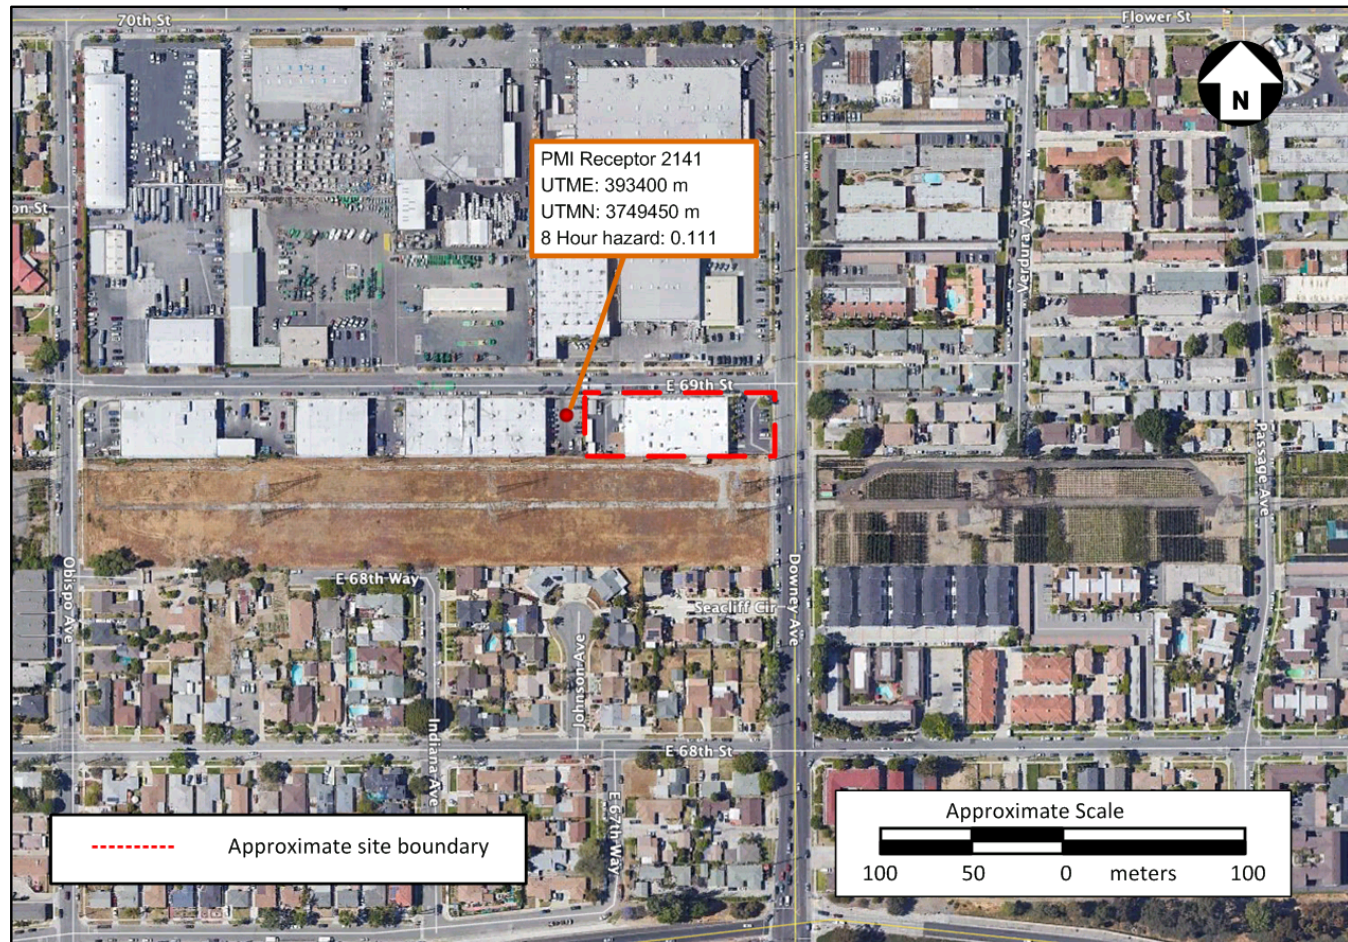 70th St
Flower St
N
PMI Receptor 2141
UTME: 393400 m
UTMN: 3749450 m
8 Hour hazard: 0.111
on St
Verdura Ave
E 69th St
Passage Ave
Obispo Ave
E 68th Way
Downey Ave
Seacliff Cir
Johnson Ave
Indiana Ave
E 68th St
E 67th Way
Approximate site boundary
Approximate Scale
100 50 0 meters 100